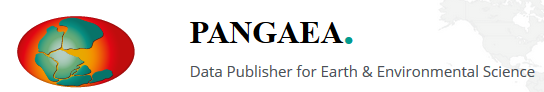 PANGAEA.
Data Publisher for Earth & Environmental Science